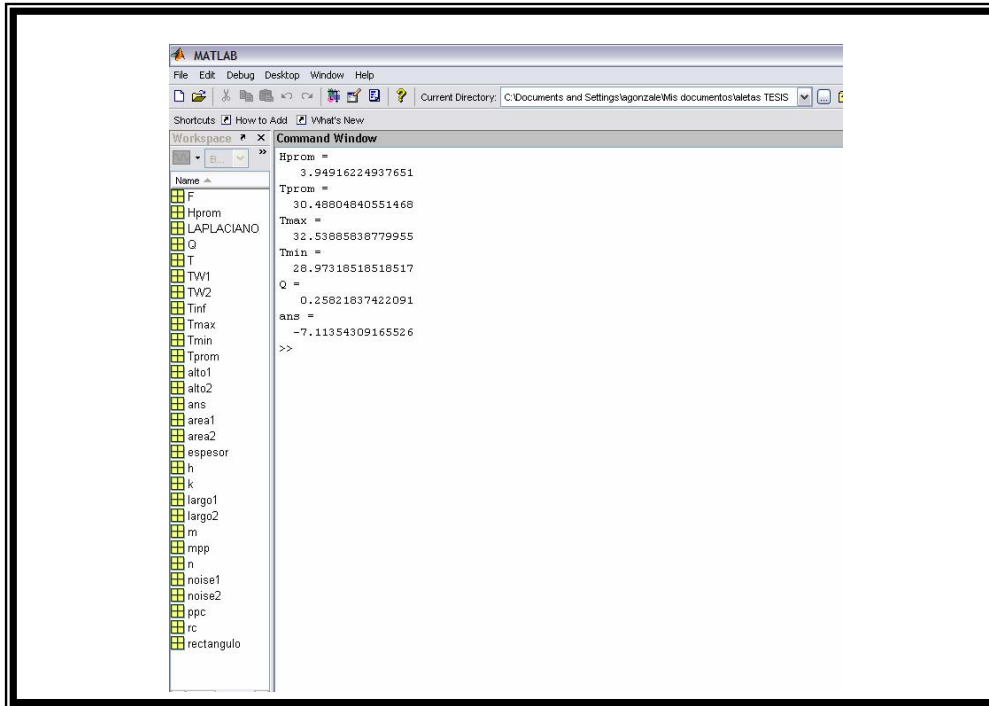 MATLAB
File Edit Debug Desktop Window Help
Current Directory: C:\Documents and Settings\agonzale\Mis documentos\aletas TESIS
Shortcuts How to Add What's New
Workspace
B...
Name
F
Hprom
LAPLACIANO
Q
T
TW1
TW2
Tinf
Tmax
Tmin
Tprom
alto1
alto2
ans
area1
area2
espesor
h
k
largo1
largo2
m
mpp
n
noise1
noise2
ppc
rc
rectangulo
Command Window
Hprom =
3.94916224937651
Tprom =
30.48804840551468
Tmax =
32.53885838779955
Tmin =
28.97318518518517
Q =
0.25821837422091
ans =
-7.11354309165526
>>